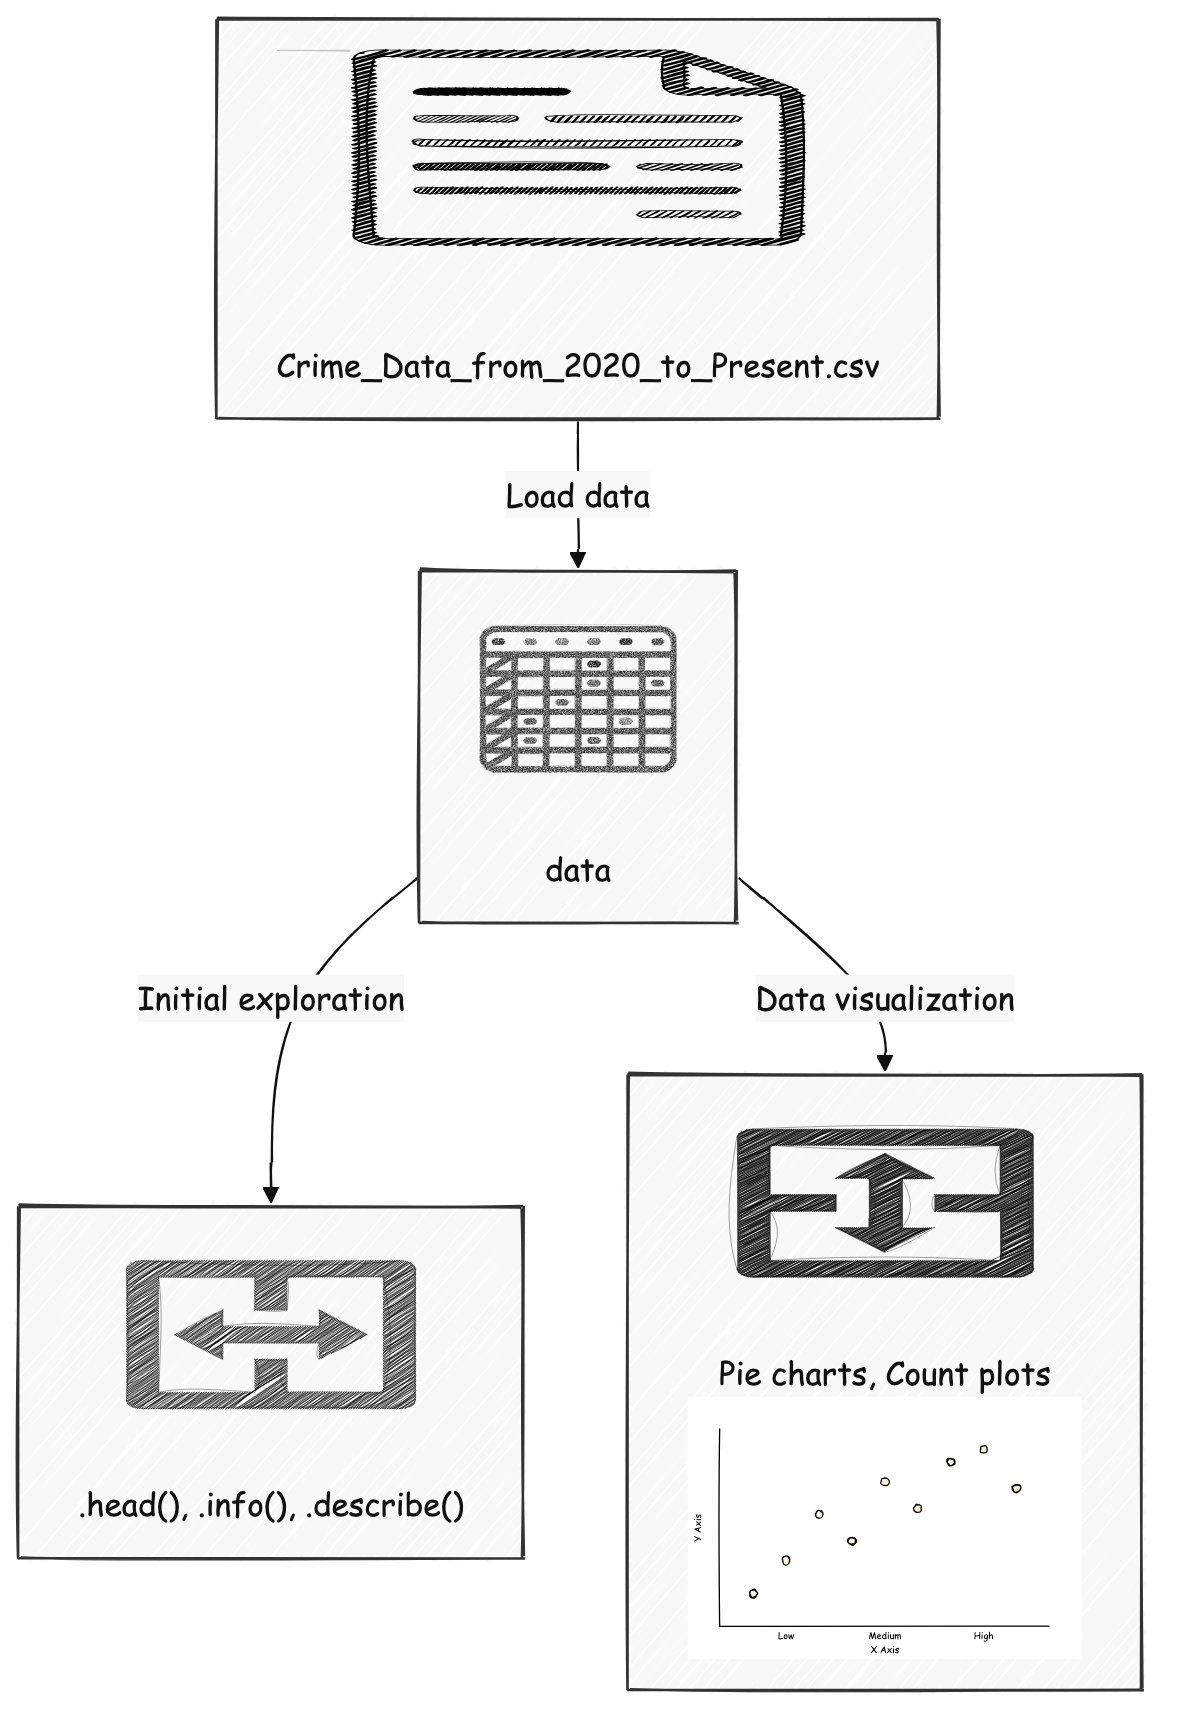 Crime_Data_from_2020_to_Present.csv
Load data
data
Initial exploration
Data visualization
.head(), .info(), .describe()
Pie charts, Count plots
Y Axis
Low Medium High
X Axis